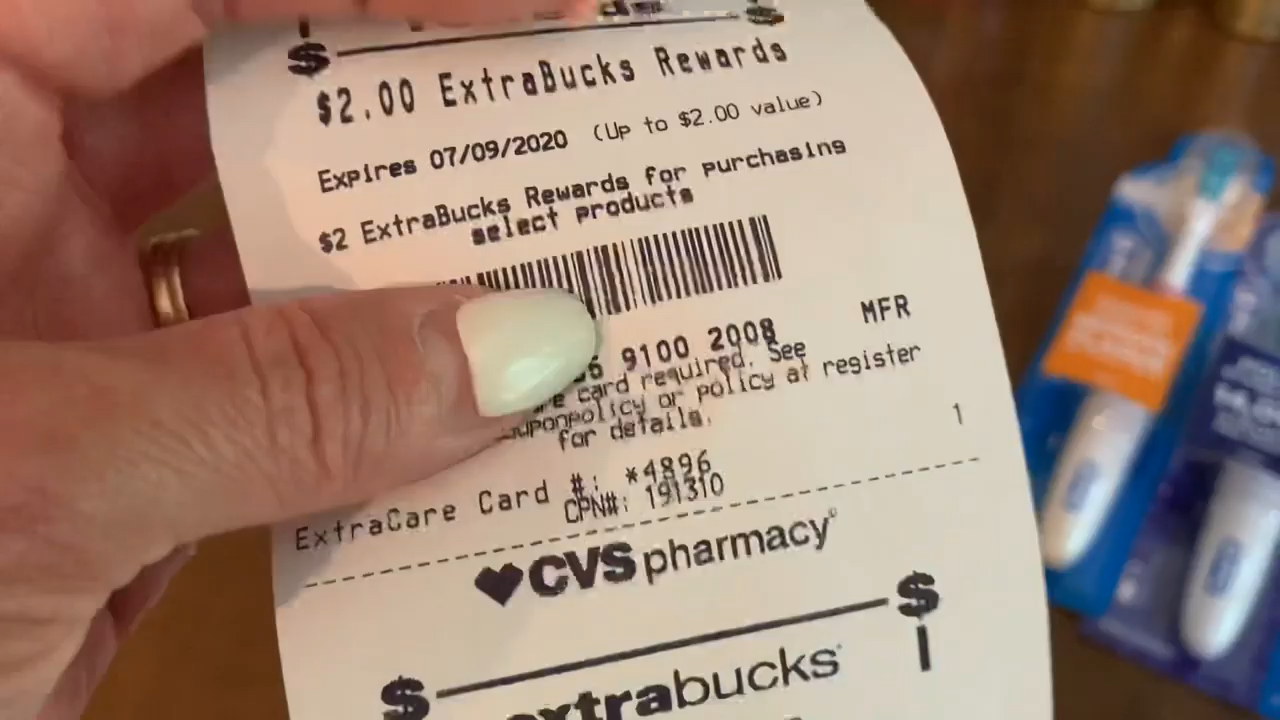 $2.00 ExtraBucks Rewards
Expires 07/09/2020 (Up to $2.00 value)
$2 ExtraBucks Rewards for purchasing
select products
6 9100 2008 MFR
card required. See
policy or policy at register
for details.
1
ExtraCare Card #: *4896
CPN#: 191310
CVS pharmacy
$ $
extrabucks